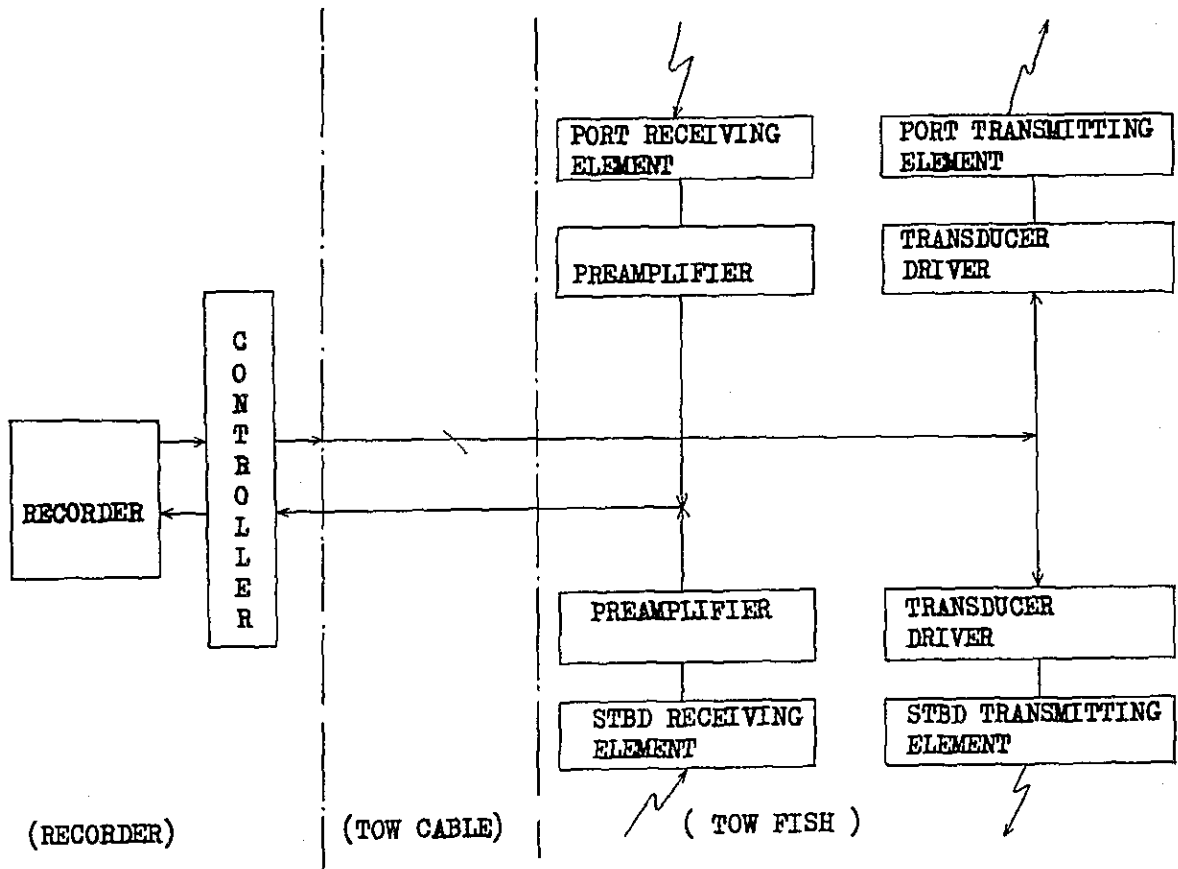 PORT RECEIVING
ELEMENT
PORT TRANSMITTING
ELEMENT
PREAMPLIFIER
TRANSDUCER
DRIVER
CONTROLLER
RECORDER
PREAMPLIFIER
TRANSDUCER
DRIVER
STBD RECEIVING
ELEMENT
STBD TRANSMITTING
ELEMENT
(RECORDER)
(TOW CABLE)
( TOW FISH )